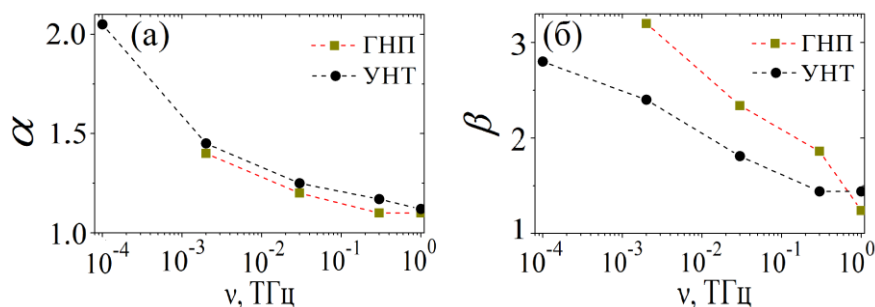 (а)
ГНП
УНТ
2.0
1.5
1.0
α
10⁻⁴
10⁻³
10⁻²
10⁻¹
10⁰
ν, ТГц
(б)
ГНП
УНТ
3
2
1
β
10⁻⁴
10⁻³
10⁻²
10⁻¹
10⁰
ν, ТГц